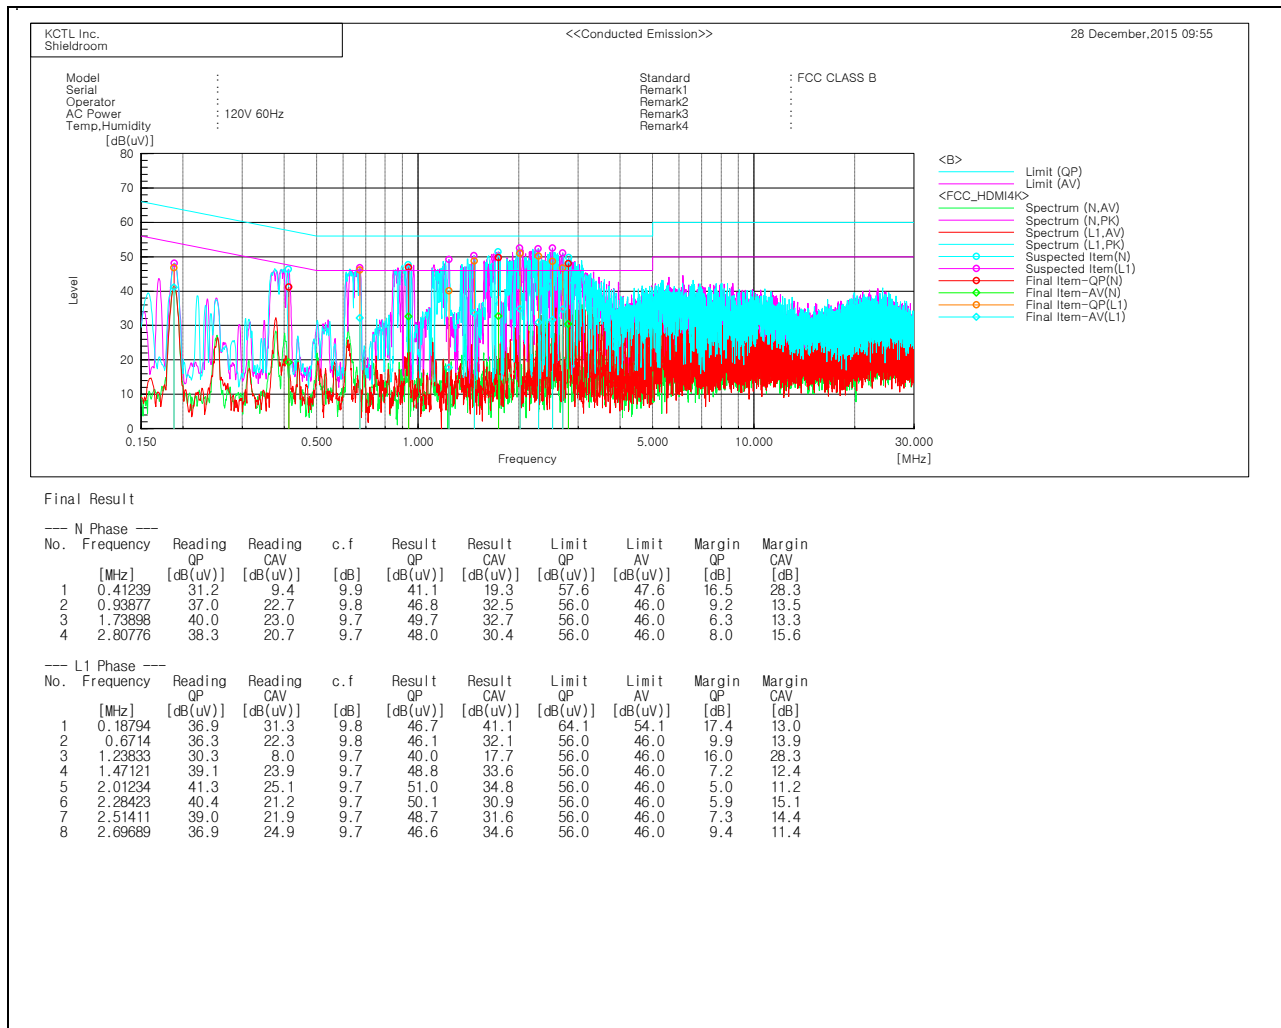 KCTL Inc.
Shieldroom
<<Conducted Emission>>
28 December,2015 09:55
Model :
Serial :
Operator :
AC Power : 120V 60Hz
Temp,Humidity :
Standard : FCC CLASS B
Remark1 :
Remark2 :
Remark3 :
Remark4 :
[dB(uV)]
80
70
60
50
40
30
20
10
0
Level
0.150 0.500 1.000 5.000 10.000 30.000
Frequency
[MHz]
<B>
Limit (QP)
Limit (AV)
<FCC_HDMI4K>
Spectrum (N,AV)
Spectrum (N,PK)
Spectrum (L1,AV)
Spectrum (L1,PK)
Suspected Item(N)
Suspected Item(L1)
Final Item-QP(N)
Final Item-AV(N)
Final Item-QP(L1)
Final Item-AV(L1)
Final Result
--- N Phase ---
No. Frequency Reading Reading c.f Result Result Limit Limit Margin Margin
QP CAV QP CAV QP AV QP CAV
[MHz] [dB(uV)] [dB(uV)] [dB] [dB(uV)] [dB(uV)] [dB(uV)] [dB(uV)] [dB] [dB]
1 0.41239 31.2 9.4 9.9 41.1 19.3 57.6 47.6 16.5 28.3
2 0.93877 37.0 22.7 9.8 46.8 32.5 56.0 46.0 9.2 13.5
3 1.73898 40.0 23.0 9.7 49.7 32.7 56.0 46.0 6.3 13.3
4 2.80776 38.3 20.7 9.7 48.0 30.4 56.0 46.0 8.0 15.6
--- L1 Phase ---
No. Frequency Reading Reading c.f Result Result Limit Limit Margin Margin
QP CAV QP CAV QP AV QP CAV
[MHz] [dB(uV)] [dB(uV)] [dB] [dB(uV)] [dB(uV)] [dB(uV)] [dB(uV)] [dB] [dB]
1 0.18794 36.9 31.3 9.8 46.7 41.1 64.1 54.1 17.4 13.0
2 0.6714 36.3 22.3 9.8 46.1 32.1 56.0 46.0 9.9 13.9
3 1.23833 30.3 8.0 9.7 40.0 17.7 56.0 46.0 16.0 28.3
4 1.47121 39.1 23.9 9.7 48.8 33.6 56.0 46.0 7.2 12.4
5 2.01234 41.3 25.1 9.7 51.0 34.8 56.0 46.0 5.0 11.2
6 2.28423 40.4 21.2 9.7 50.1 30.9 56.0 46.0 5.9 15.1
7 2.51411 39.0 21.9 9.7 48.7 31.6 56.0 46.0 7.3 14.4
8 2.69689 36.9 24.9 9.7 46.6 34.6 56.0 46.0 9.4 11.4